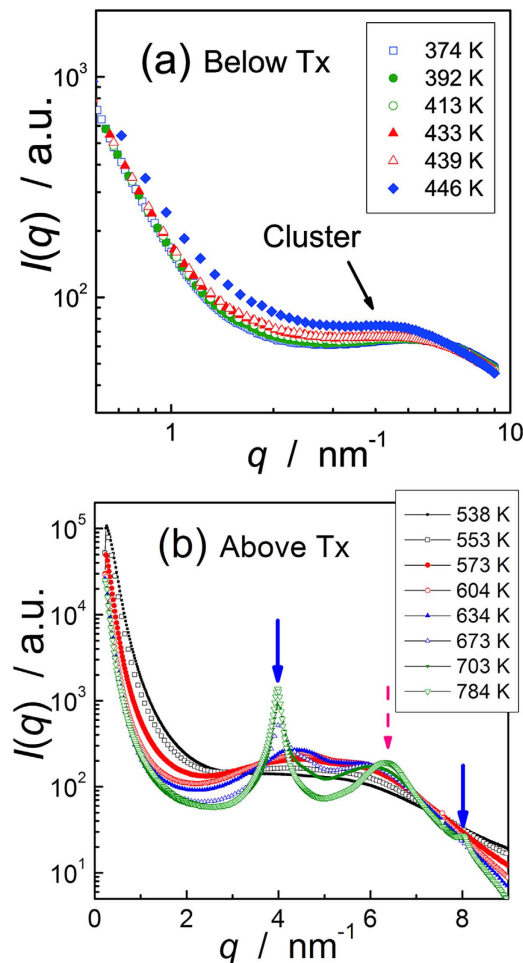 (a) Below Tx
374 K
392 K
413 K
433 K
439 K
446 K
Cluster
10³
10²
I(q) / a.u.
1
10
q / nm⁻¹
(b) Above Tx
538 K
553 K
573 K
604 K
634 K
673 K
703 K
784 K
10⁵
10⁴
10³
10²
10¹
I(q) / a.u.
0 2 4 6 8
q / nm⁻¹